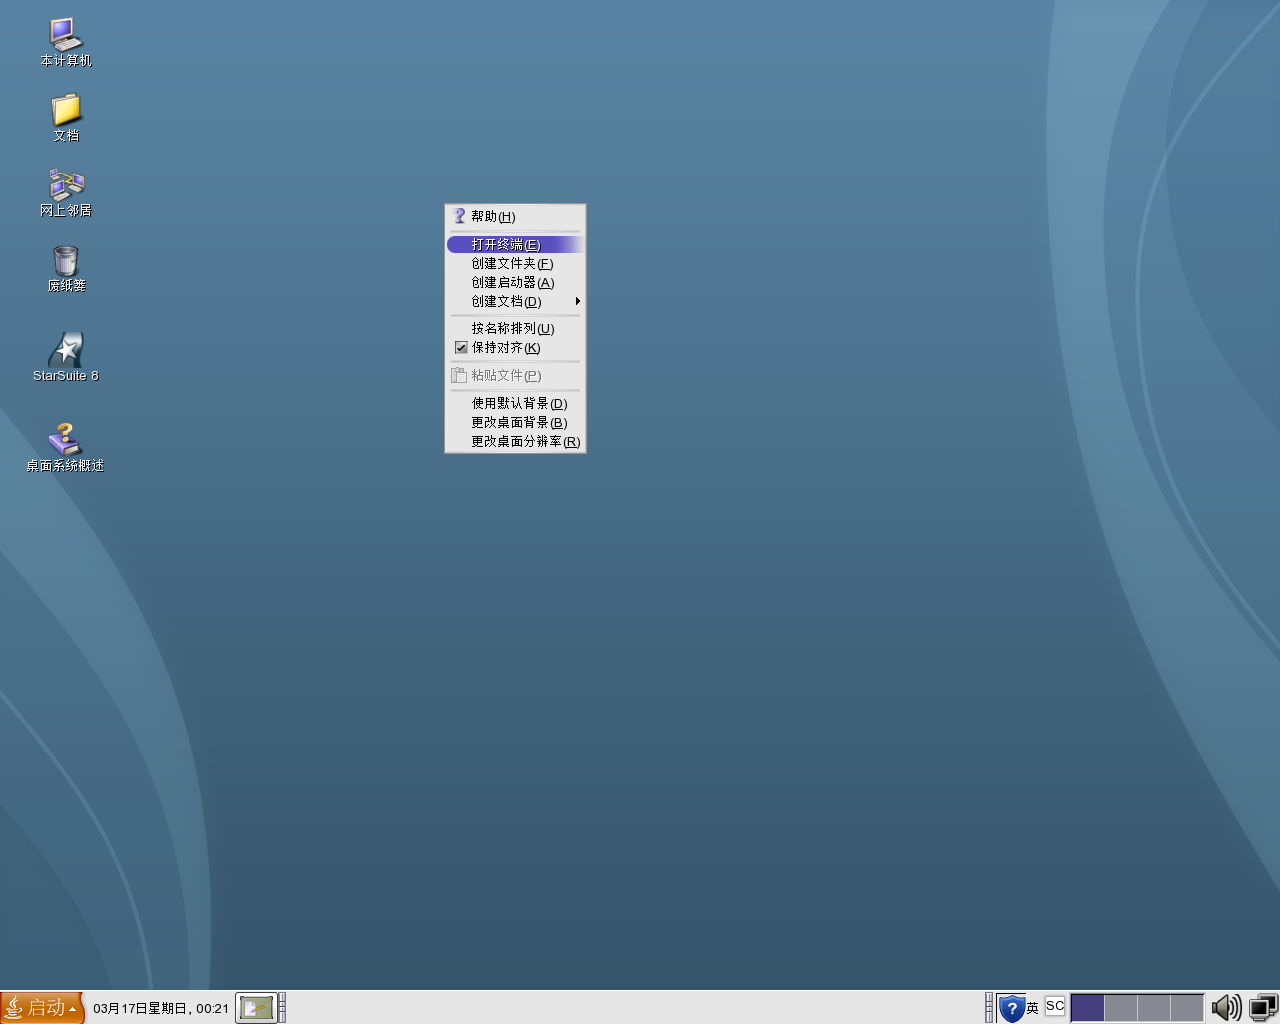 本计算机
文档
网上邻居
废纸篓
StarSuite 8
桌面系统概述
帮助(H)
打开终端(E)
创建文件夹(F)
创建启动器(A)
创建文档(D)
按名称排列(U)
保持对齐(K)
粘贴文件(P)
使用默认背景(D)
更改桌面背景(B)
更改桌面分辨率(R)
启动 03月17日星期日, 00:21 英 SC